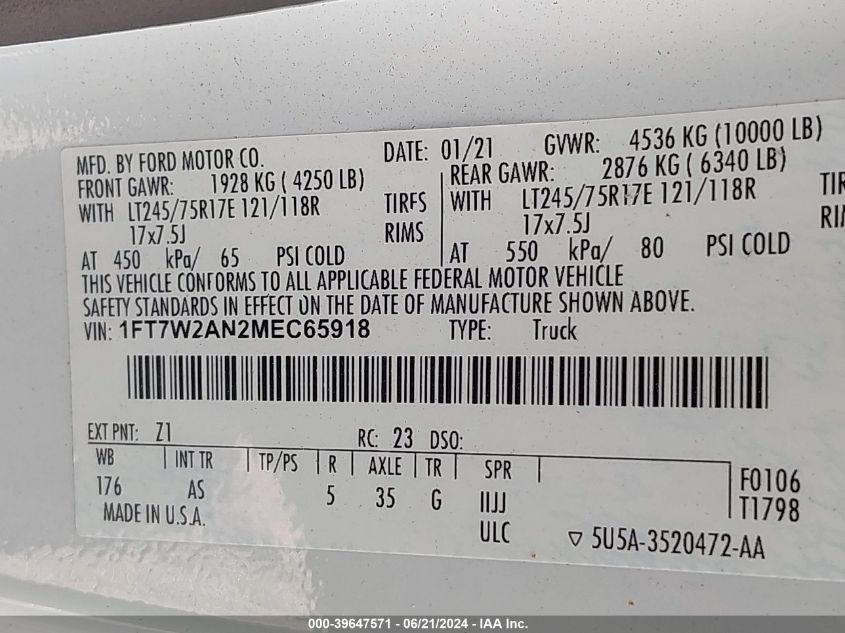 MFD. BY FORD MOTOR CO. DATE: 01/21 GVWR: 4536 KG (10000 LB)
FRONT GAWR: 1928 KG ( 4250 LB) REAR GAWR: 2876 KG ( 6340 LB)
WITH LT245/75R17E 121/118R TIRES WITH LT245/75R17E 121/118R TIR
17x7.5J RIMS 17x7.5J RIM
AT 450 kPa/ 65 PSI COLD AT 550 kPa/ 80 PSI COLD
THIS VEHICLE CONFORMS TO ALL APPLICABLE FEDERAL MOTOR VEHICLE
SAFETY STANDARDS IN EFFECT ON THE DATE OF MANUFACTURE SHOWN ABOVE.
VIN: 1FT7W2AN2MEC65918 TYPE: Truck
EXT PNT: Z1 RC: 23 DSO:
WB INT TR TP/PS R AXLE TR SPR
176 AS 5 35 G IIJJ
F0106
T1798
MADE IN U.S.A. ULC ▽ 5U5A-3520472-AA
000-39647571 - 06/21/2024 - IAA Inc.